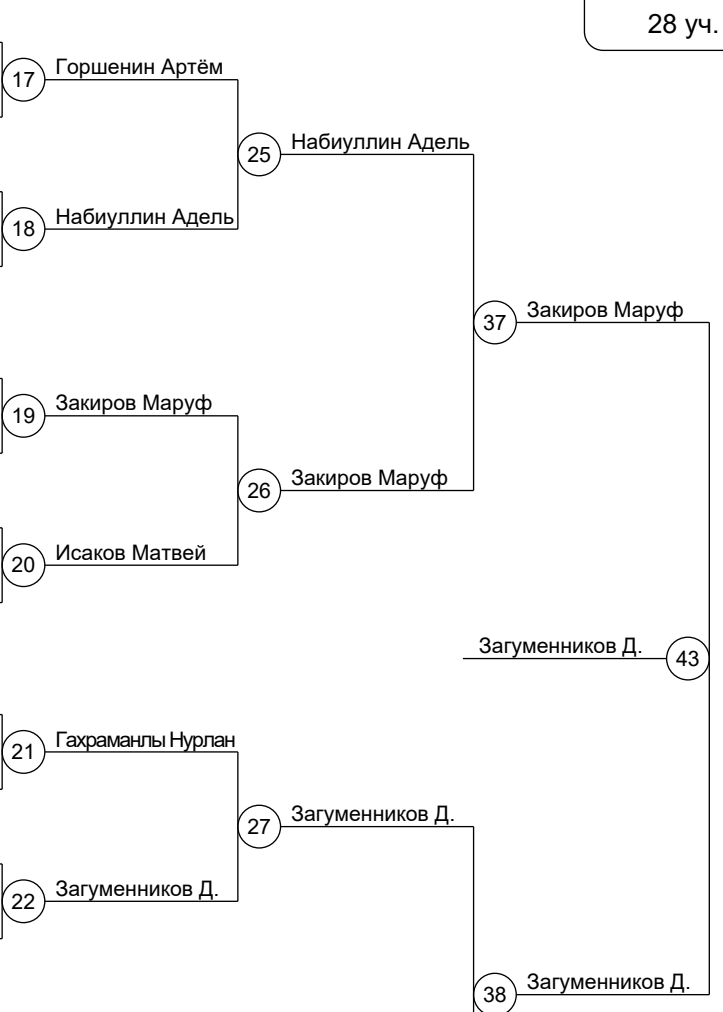 28 уч.
17
Горшенин Артём
25
Набиуллин Адель
18
Набиуллин Адель
37
Закиров Маруф
19
Закиров Маруф
26
Закиров Маруф
20
Исаков Матвей
Загуменников Д.
43
21
Гахраманлы Нурлан
27
Загуменников Д.
22
Загуменников Д.
38
Загуменников Д.